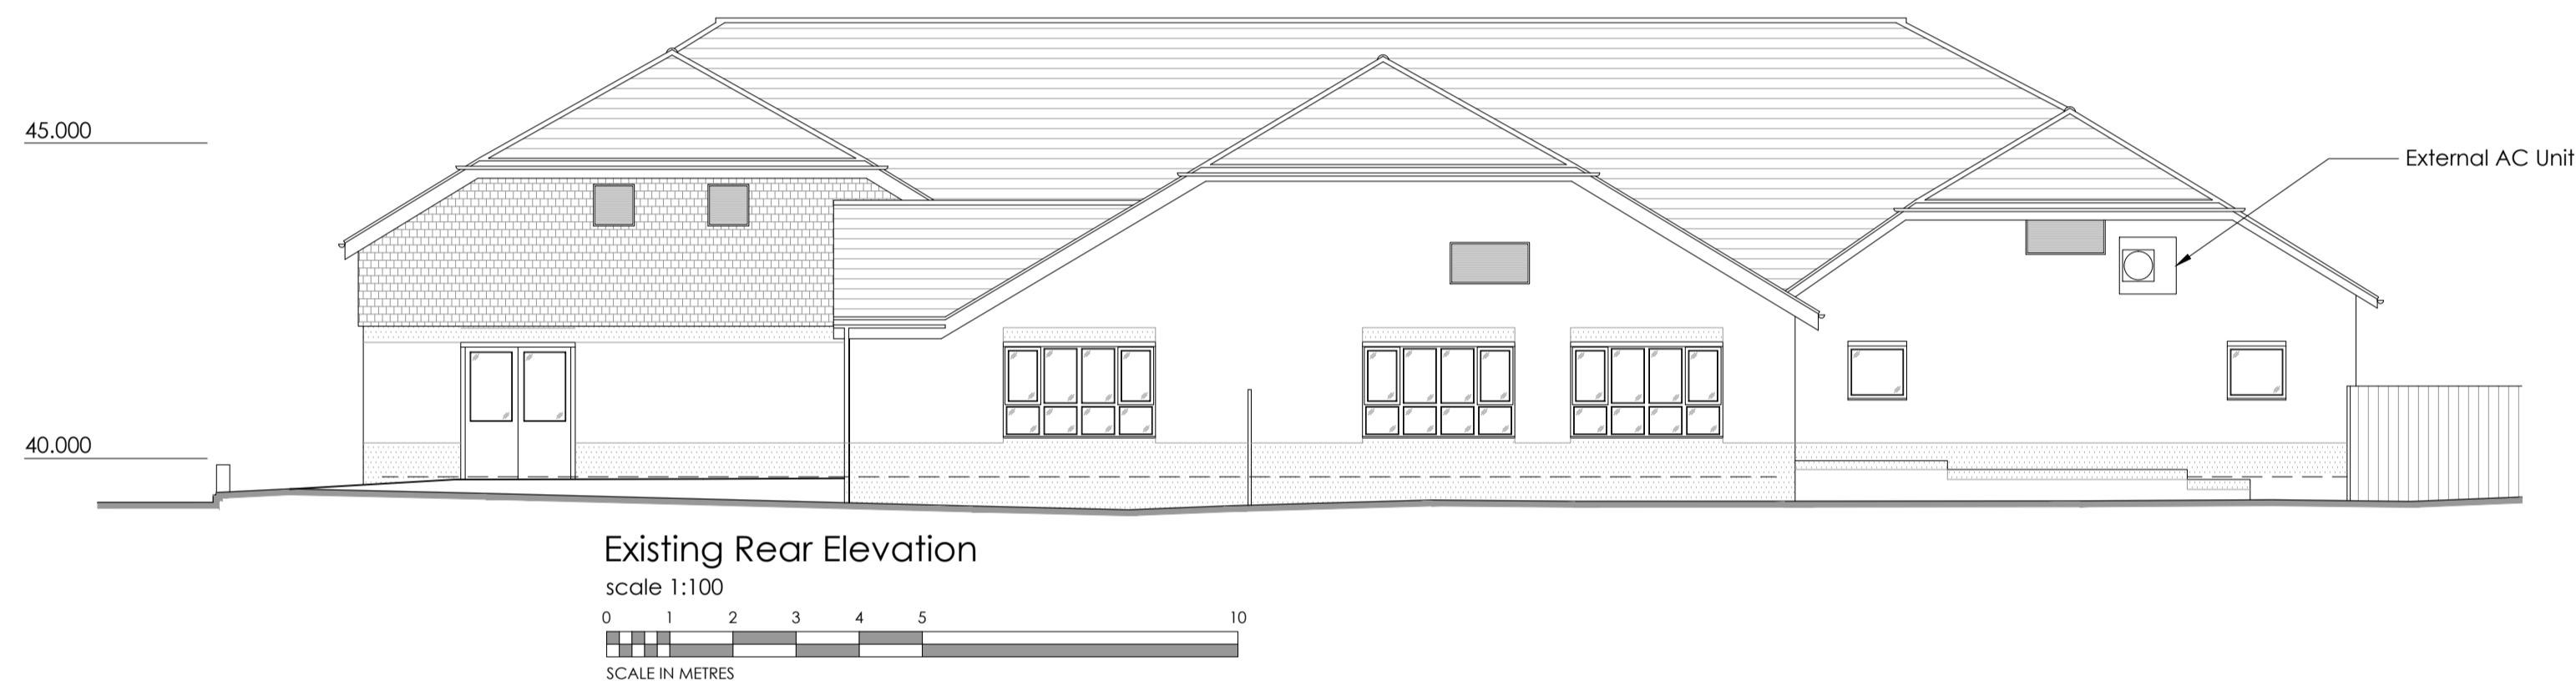 45.000
External AC Unit
40.000
Existing Rear Elevation
scale 1:100
0 1 2 3 4 5 10
SCALE IN METRES